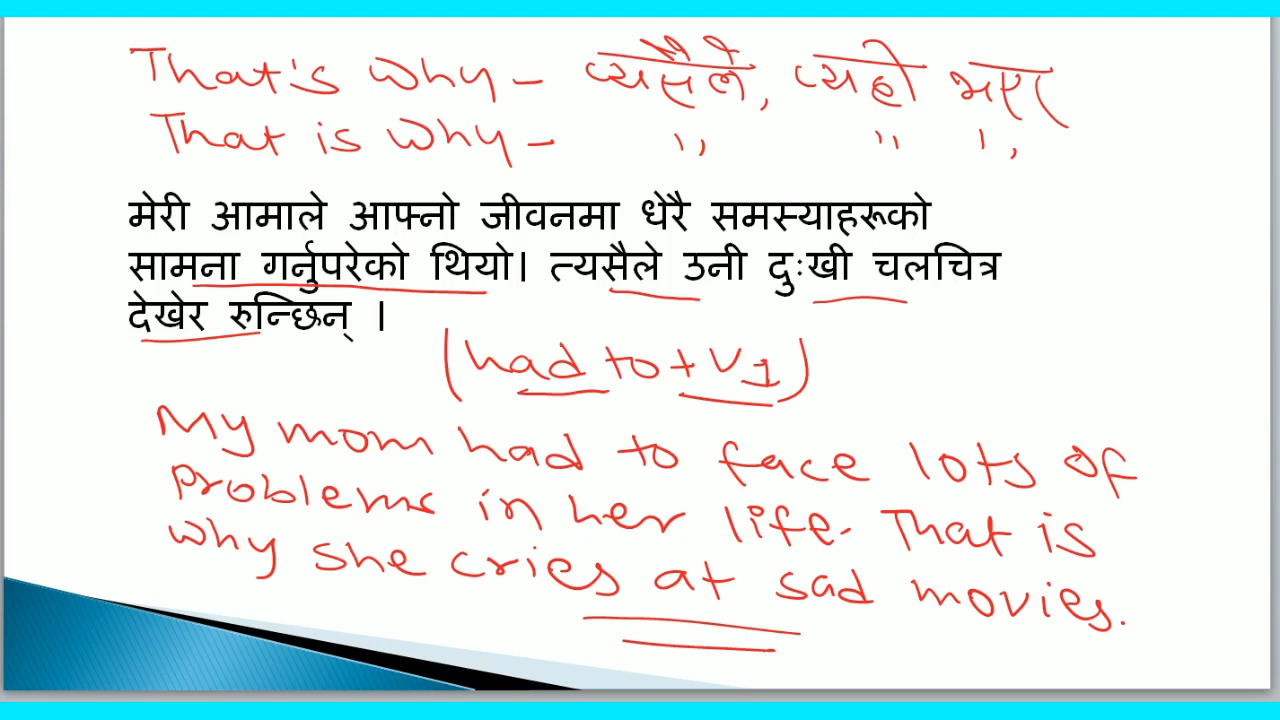 That's why - त्यसैले, त्यही भएर
That is why - ,, ,, ,,
मेरी आमाले आफ्नो जीवनमा धेरै समस्याहरूको
सामना गर्नुपरेको थियो। त्यसैले उनी दुःखी चलचित्र
देखेर रुन्छिन् ।
(had to + V1)
My mom had to face lots of
problems in her life. That is
why she cries at sad movies.